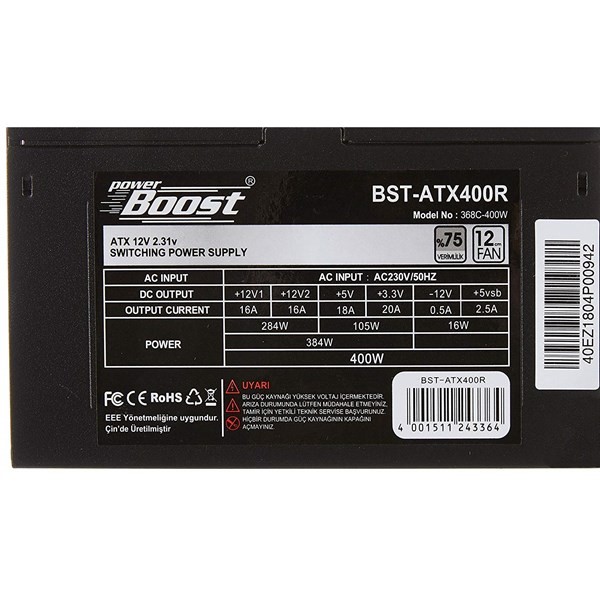 power
Boost®
BST-ATX400R
Model No : 368C-400W
ATX 12V 2.31v
SWITCHING POWER SUPPLY
%75
VERİMLİLİK
12cm
FAN
AC INPUT AC INPUT : AC230V/50HZ
DC OUTPUT +12V1 +12V2 +5V +3.3V -12V +5vsb
OUTPUT CURRENT 16A 16A 18A 20A 0.5A 2.5A
POWER 284W 105W 16W
384W
400W
FC CE RoHS
EEE Yönetmeliğine uygundur.
Çin'de Üretilmiştir
UYARI
BU GÜÇ KAYNAĞI YÜKSEK VOLTAJ İÇERMEKTEDİR.
ARIZA DURUMUNDA LÜTFEN MÜDAHALE ETMEYİNİZ,
TAMİR İÇİN YETKİLİ TEKNİK SERVİSE BAŞVURUNUZ.
HİÇBİR DURUMDA GÜÇ KAYNAĞININ KAPAĞINI
AÇMAYINIZ.
BST-ATX400R
4 001511 243364
40EZ1804P00942